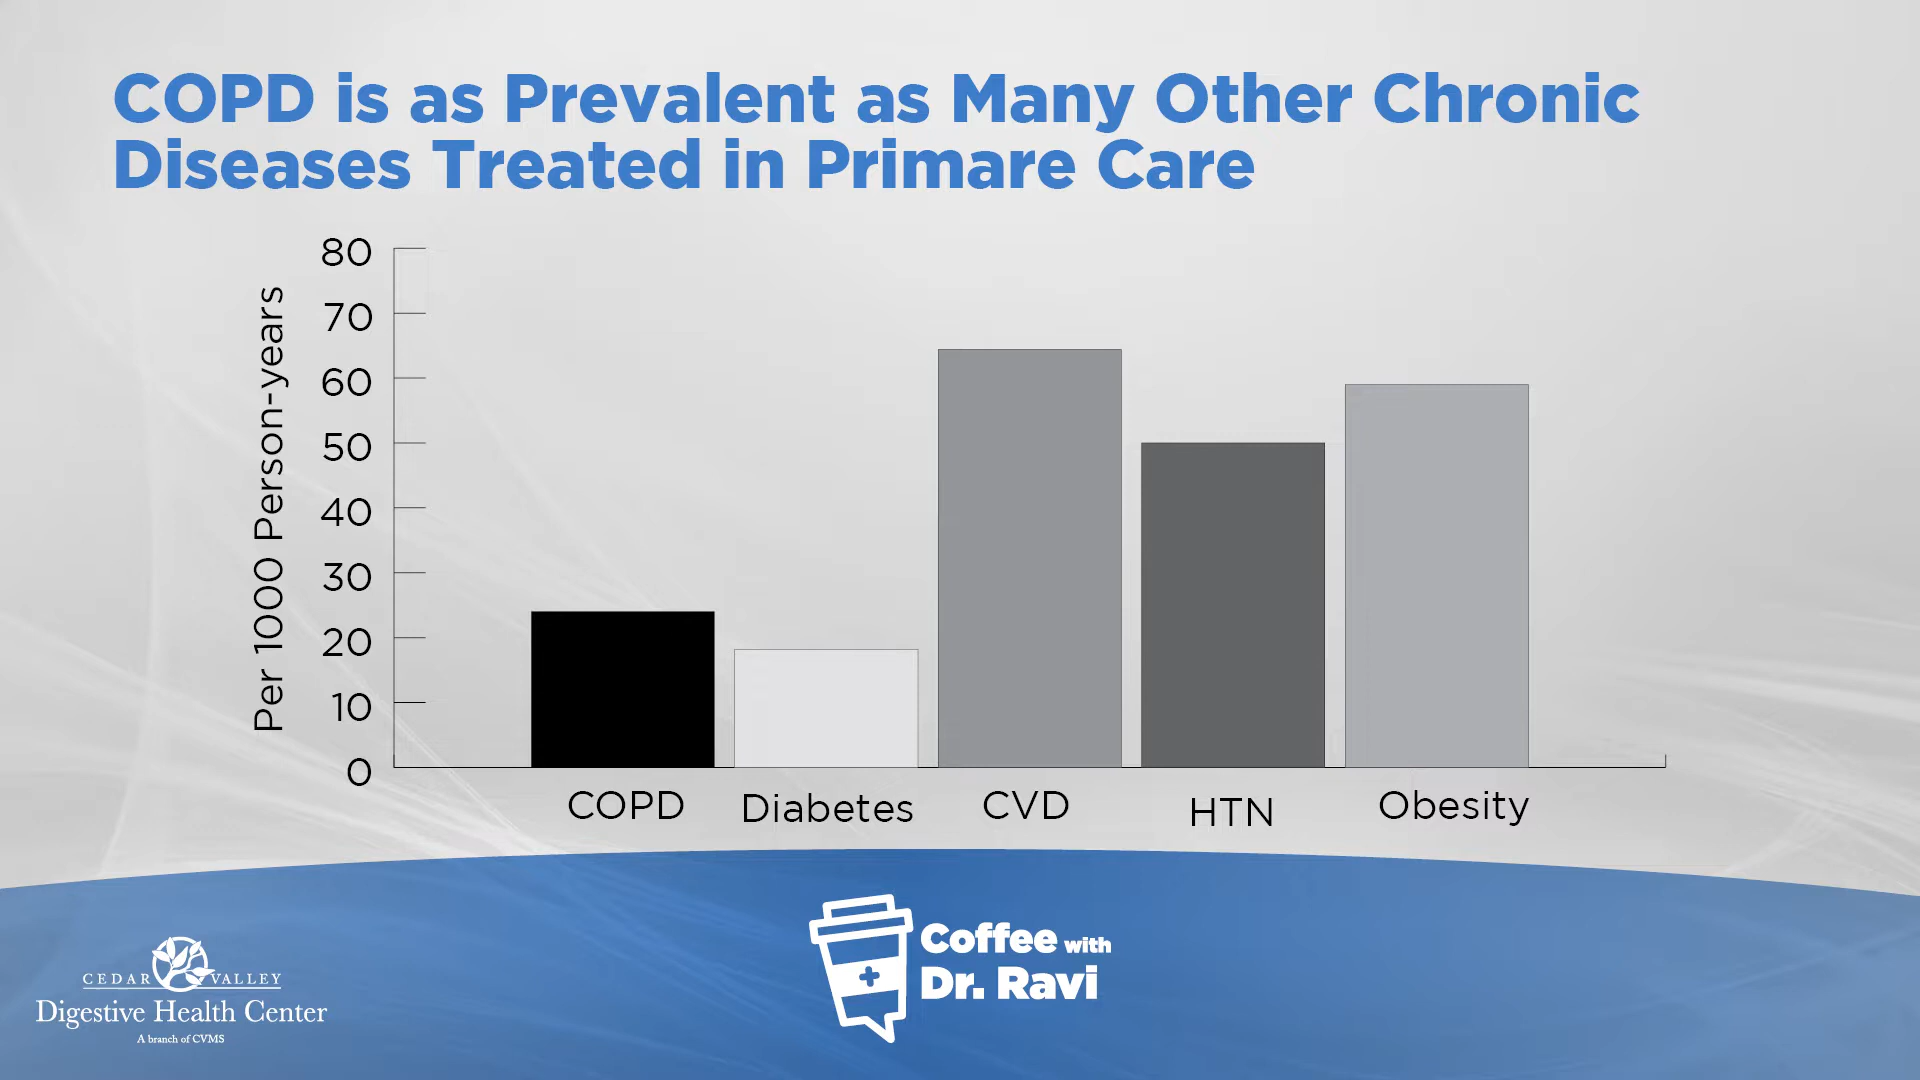 COPD is as Prevalent as Many Other Chronic
Diseases Treated in Primare Care
Per 1000 Person-years
80
70
60
50
40
30
20
10
0
COPD
Diabetes
CVD
HTN
Obesity
CEDAR VALLEY
Digestive Health Center
A branch of CVMS
Coffee with
Dr. Ravi